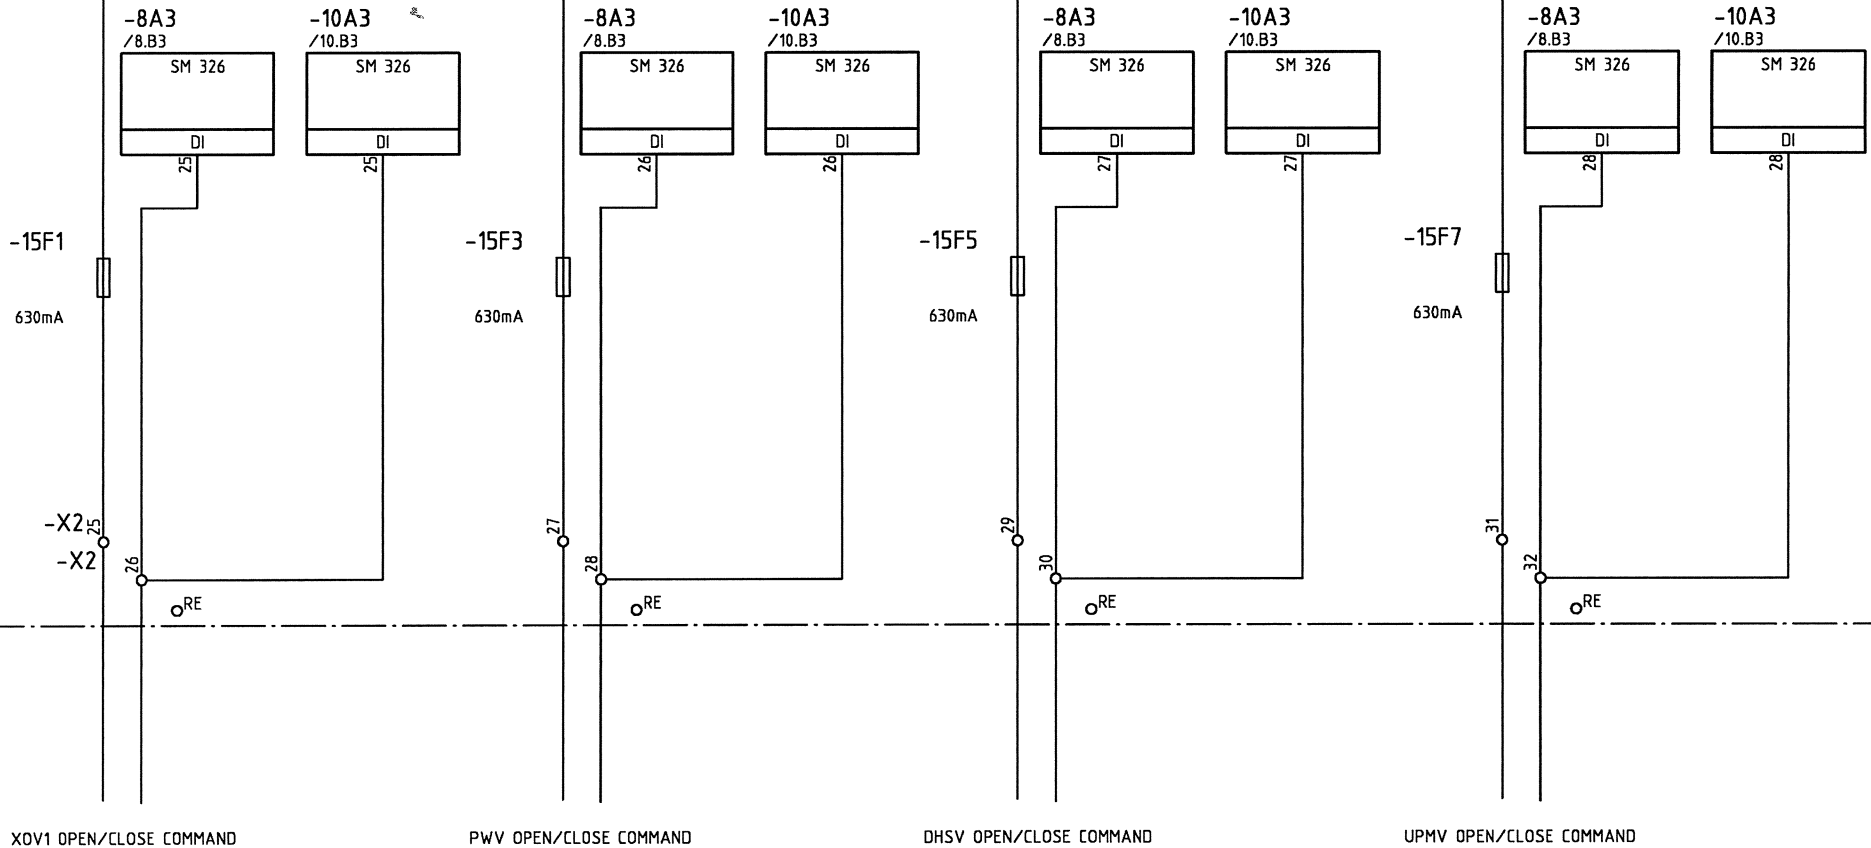 -8A3
/8.B3
SM 326
DI
25
-10A3
/10.B3
SM 326
DI
25
-15F1
630mA
-X2 25
-X2
26
RE
XOV1 OPEN/CLOSE COMMAND
-8A3
/8.B3
SM 326
DI
26
-10A3
/10.B3
SM 326
DI
26
-15F3
630mA
27
28
RE
PWV OPEN/CLOSE COMMAND
-8A3
/8.B3
SM 326
DI
27
-10A3
/10.B3
SM 326
DI
27
-15F5
630mA
29
30
RE
DHSV OPEN/CLOSE COMMAND
-8A3
/8.B3
SM 326
DI
28
-10A3
/10.B3
SM 326
DI
28
-15F7
630mA
31
32
RE
UPMV OPEN/CLOSE COMMAND